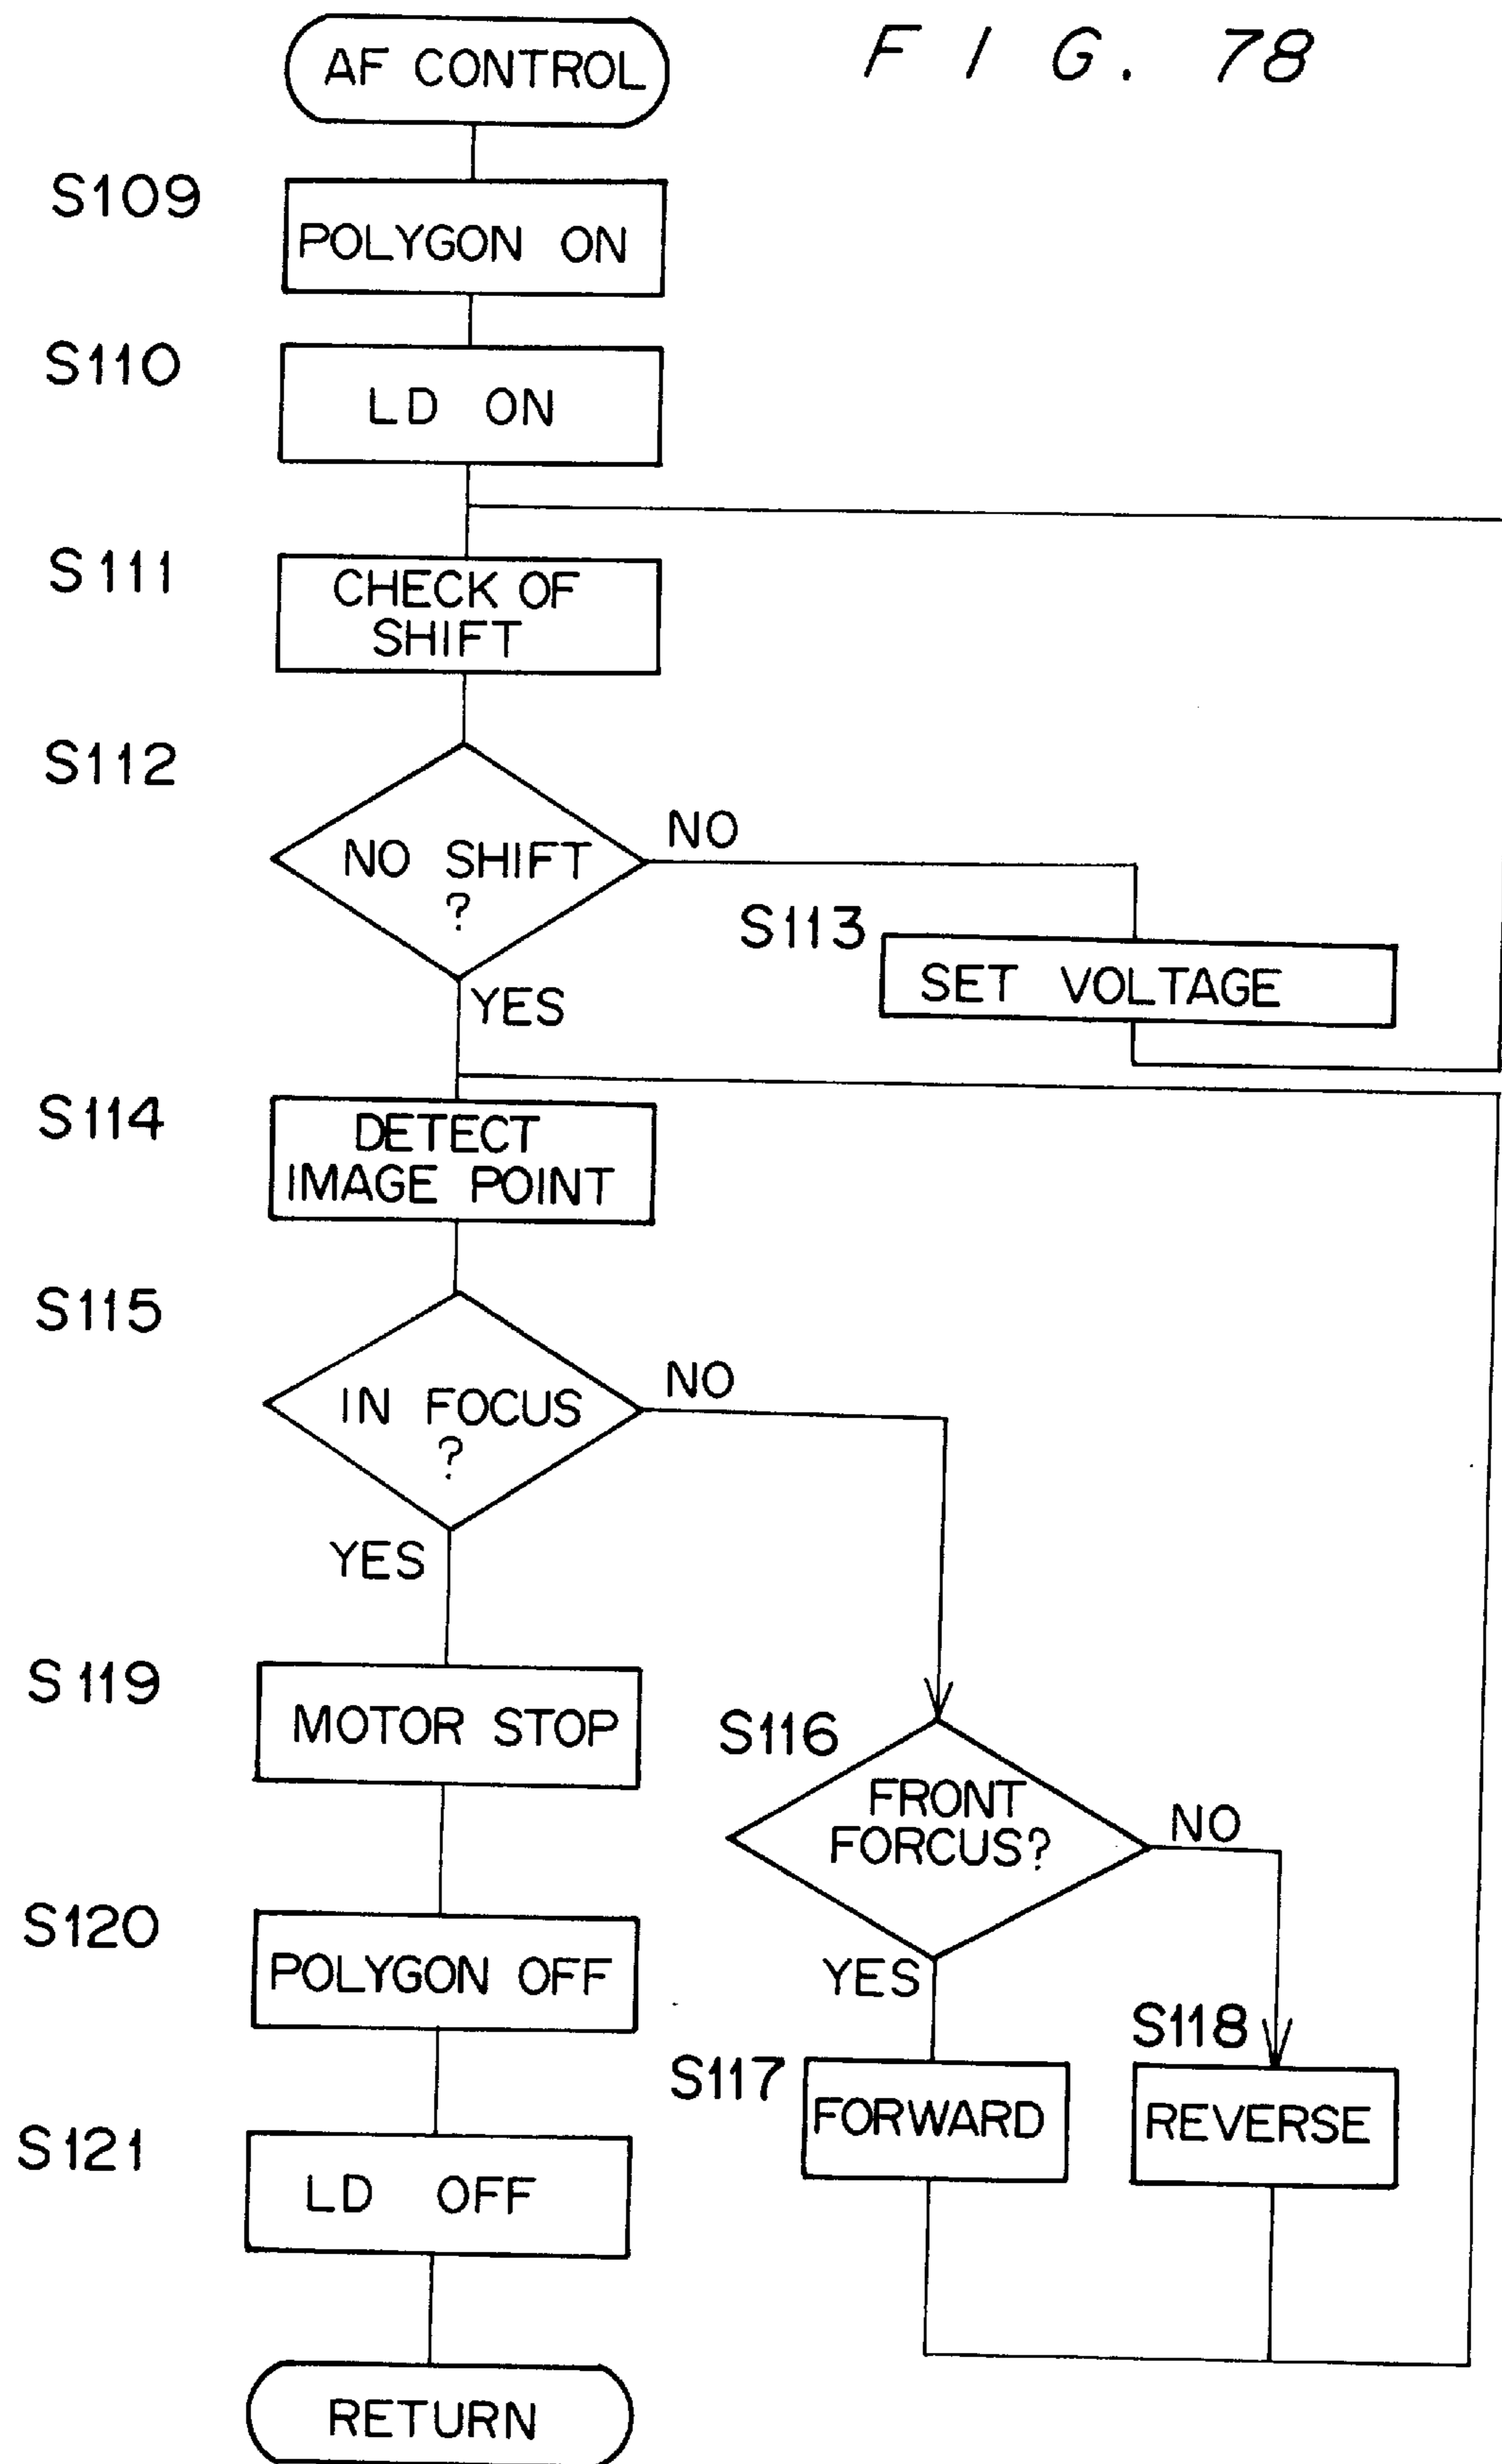 F I G. 78
AF CONTROL
S109
POLYGON ON
S110
LD ON
S111
CHECK OF
SHIFT
S112
NO SHIFT
?
NO
YES
S113
SET VOLTAGE
S114
DETECT
IMAGE POINT
S115
IN FOCUS
?
NO
YES
S116
FRONT
FORCUS?
NO
YES
S117
FORWARD
S118
REVERSE
S119
MOTOR STOP
S120
POLYGON OFF
S121
LD OFF
RETURN